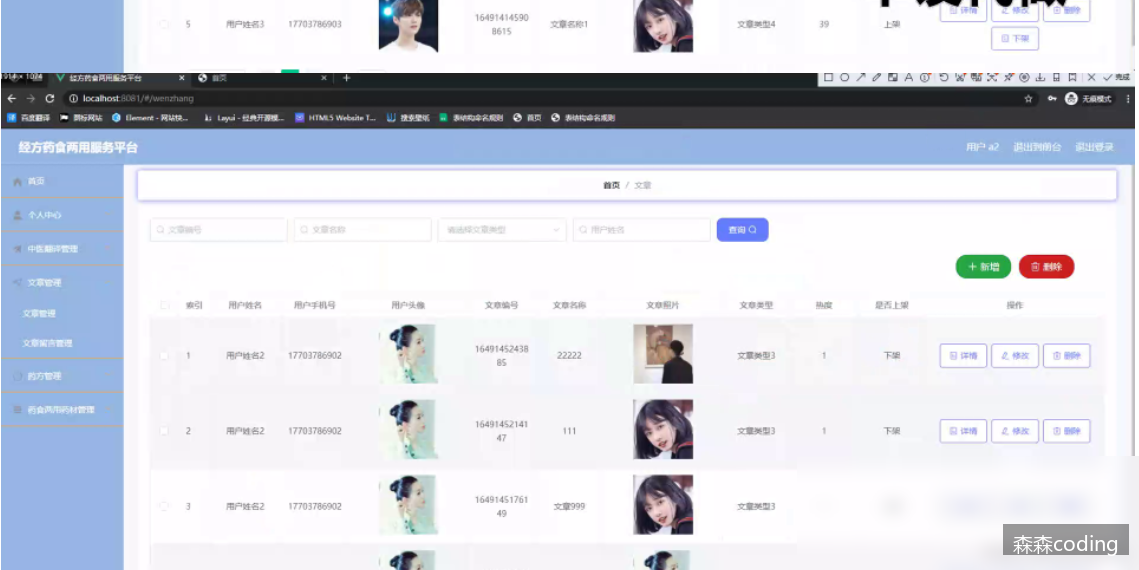 详情 修改 删除
5 用户姓名3 17703786903 16491414590 文章名称1 文章类型4 39 上架
8615
下架
1914 × 1024 经方药食两用服务平台 首页 完成
localhost:8081/#/wenzhang 无痕模式
百度翻译 Element - 网站快... Layui - 经典开源模... HTML5 Website T... 搜索壁纸 表结构命名规则 首页 表结构命名规则
经方药食两用服务平台 用户 a2 退出到前台 退出登录
首页
首页 / 文章
个人中心
文章编号 文章名称 请选择文章类型 用户姓名 查询
中医翻译管理
+ 新增 删除
文章管理
索引 用户姓名 用户手机号 用户头像 文章编号 文章名称 文章照片 文章类型 热度 是否上架 操作
文章管理
文章留言管理
1 用户姓名2 17703786902 16491452438 22222 文章类型3 1 下架 详情 修改 删除
85
药方管理
药食两用药材管理
2 用户姓名2 17703786902 16491452141 111 文章类型3 1 下架 详情 修改 删除
47
3 用户姓名2 17703786902 16491451761 文章999 文章类型3
49
森森coding